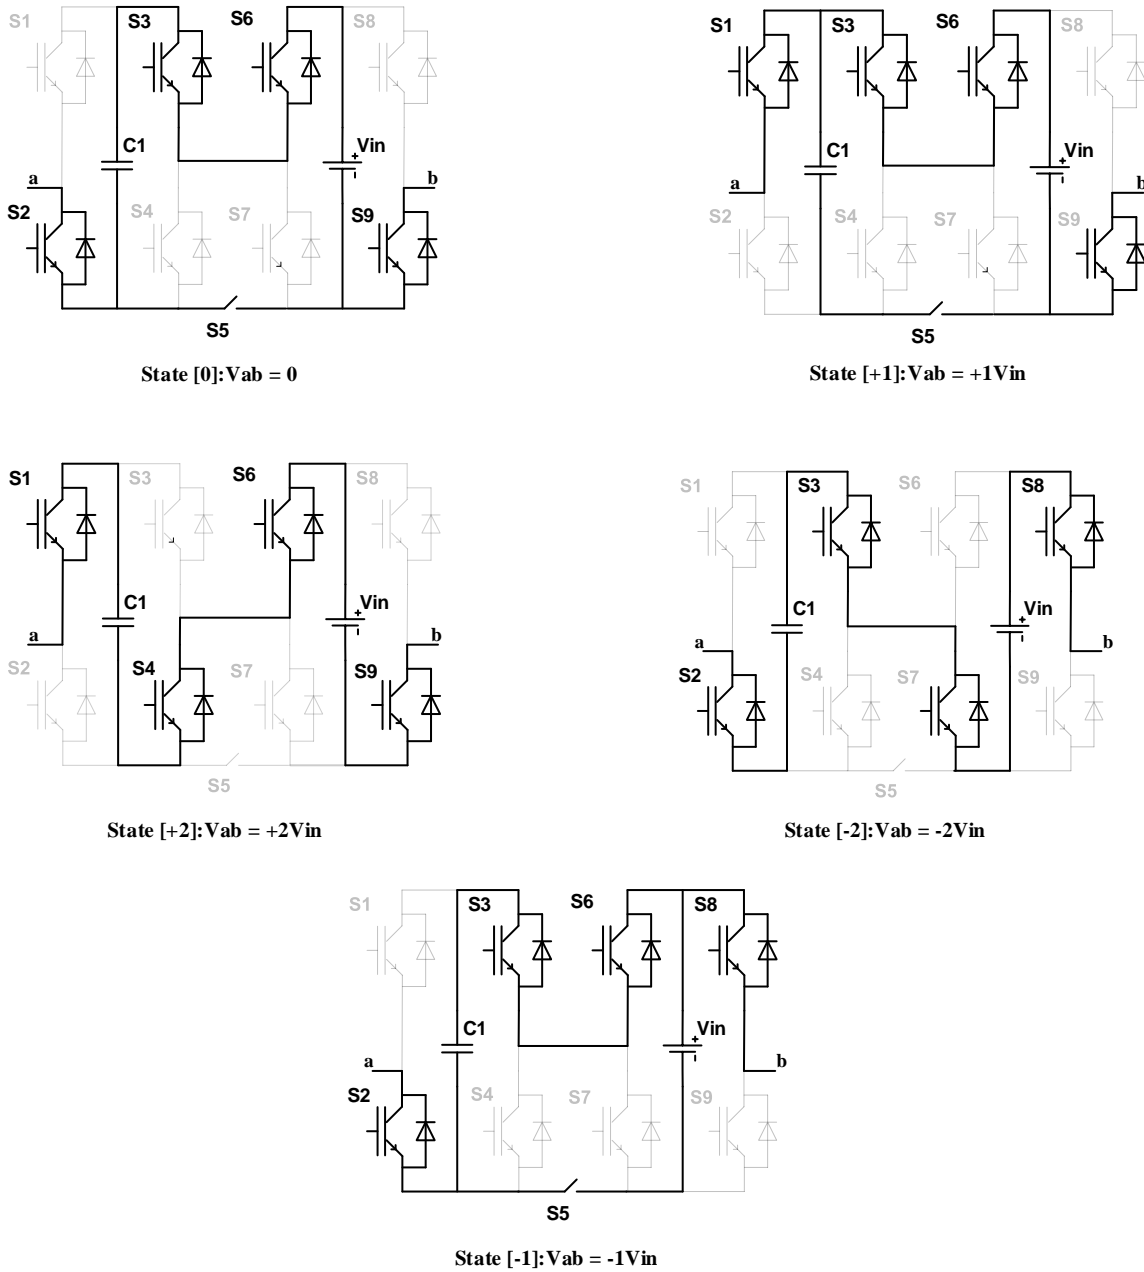 S1 S3 S6 S8
C1 Vin + -
a b
S2 S4 S7 S9
S5
State [0]:Vab = 0
S1 S3 S6 S8
C1 Vin + -
a b
S2 S4 S7 S9
S5
State [+1]:Vab = +1Vin
S1 S3 S6 S8
C1 Vin + -
a b
S2 S4 S7 S9
S5
State [+2]:Vab = +2Vin
S1 S3 S6 S8
C1 Vin + -
a b
S2 S4 S7 S9
S5
State [-2]:Vab = -2Vin
S1 S3 S6 S8
C1 Vin + -
a b
S2 S4 S7 S9
S5
State [-1]:Vab = -1Vin